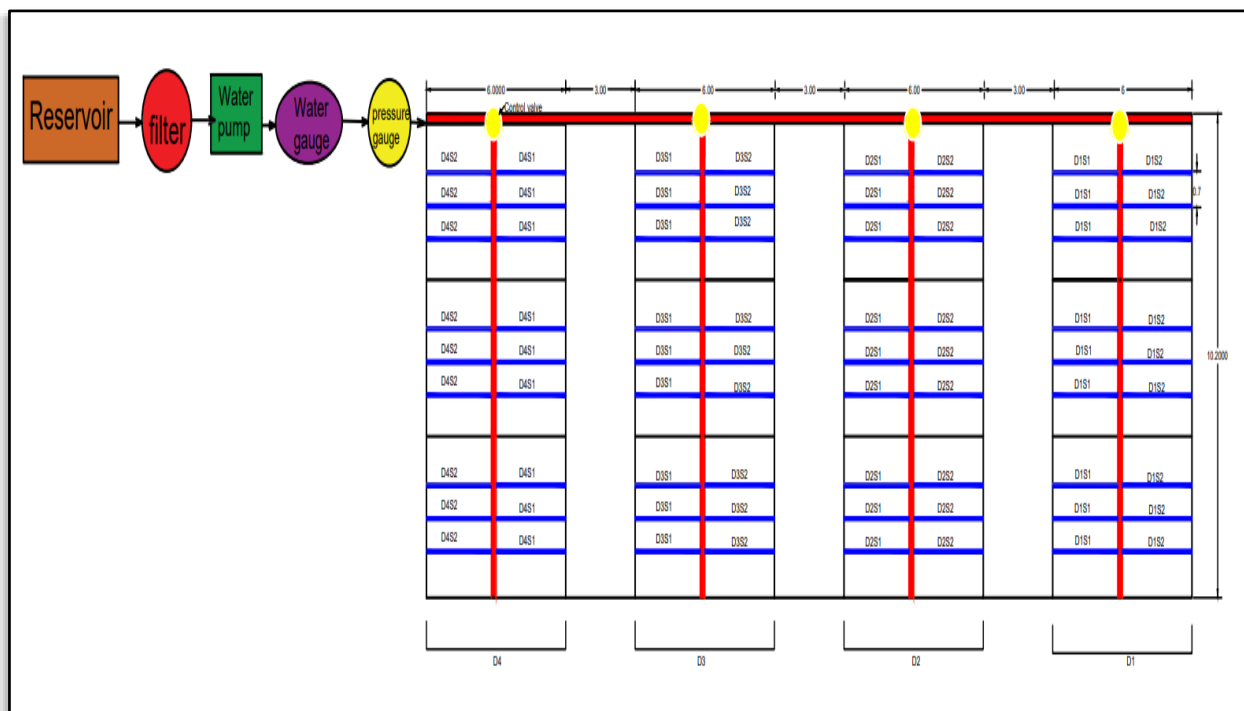 Reservoir
filter
Water
pump
Water
gauge
pressure
gauge
6.0000 3.00 6.00 3.00 6.00 3.00 6
Control valve
D4S2 D4S1 D3S1 D3S2 D2S1 D2S2 D1S1 D1S2
0.7
D4S2 D4S1 D3S1 D3S2 D2S1 D2S2 D1S1 D1S2
D4S2 D4S1 D3S1 D3S2 D2S1 D2S2 D1S1 D1S2
D4S2 D4S1 D3S1 D3S2 D2S1 D2S2 D1S1 D1S2
D4S2 D4S1 D3S1 D3S2 D2S1 D2S2 D1S1 D1S2
10.2000
D4S2 D4S1 D3S1 D3S2 D2S1 D2S2 D1S1 D1S2
D4S2 D4S1 D3S1 D3S2 D2S1 D2S2 D1S1 D1S2
D4S2 D4S1 D3S1 D3S2 D2S1 D2S2 D1S1 D1S2
D4S2 D4S1 D3S1 D3S2 D2S1 D2S2 D1S1 D1S2
D4 D3 D2 D1